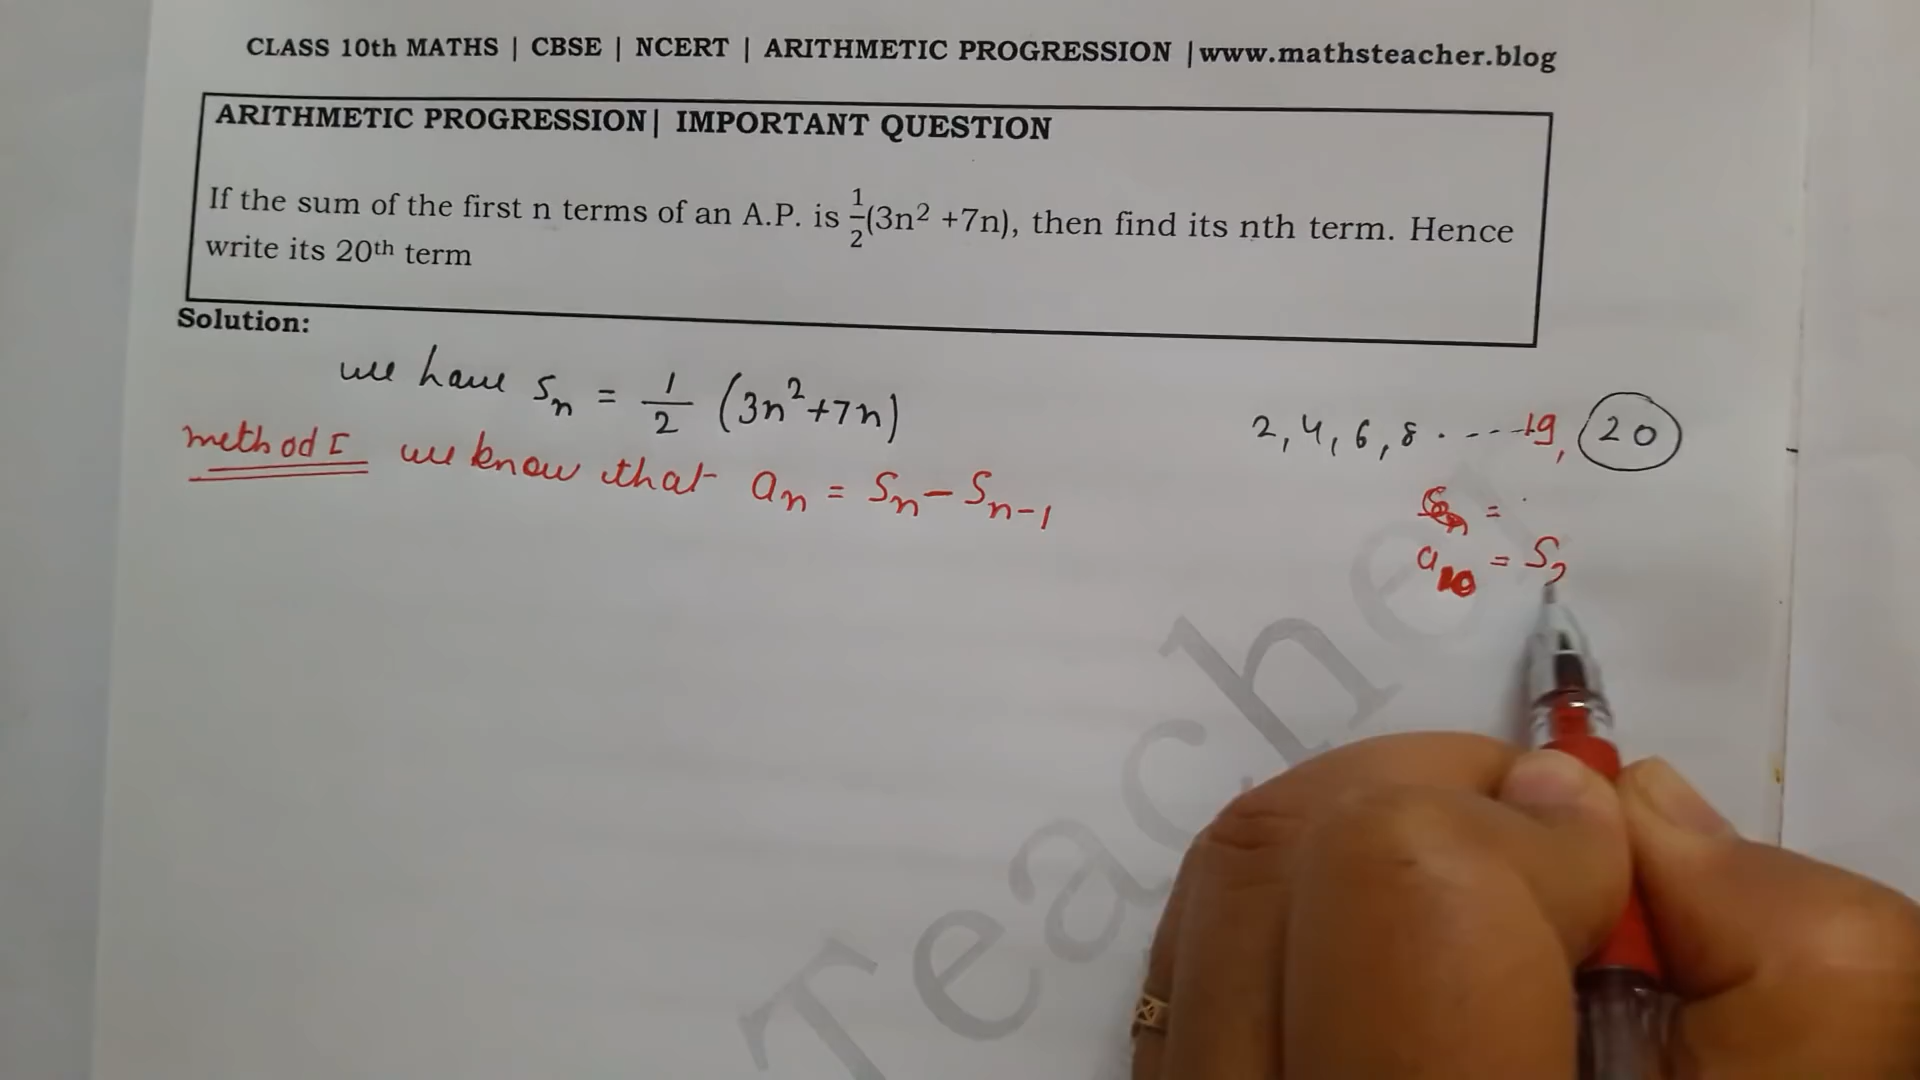 CLASS 10th MATHS | CBSE | NCERT | ARITHMETIC PROGRESSION |www.mathsteacher.blog
ARITHMETIC PROGRESSION| IMPORTANT QUESTION
If the sum of the first n terms of an A.P. is 1/2(3n² +7n), then find its nth term. Hence
write its 20th term
Solution:
we have Sn = 1/2 (3n²+7n)
2, 4, 6, 8 . - - - 19, 20
method I we know that an = Sn - Sn-1
=
a10 = S
Teacher